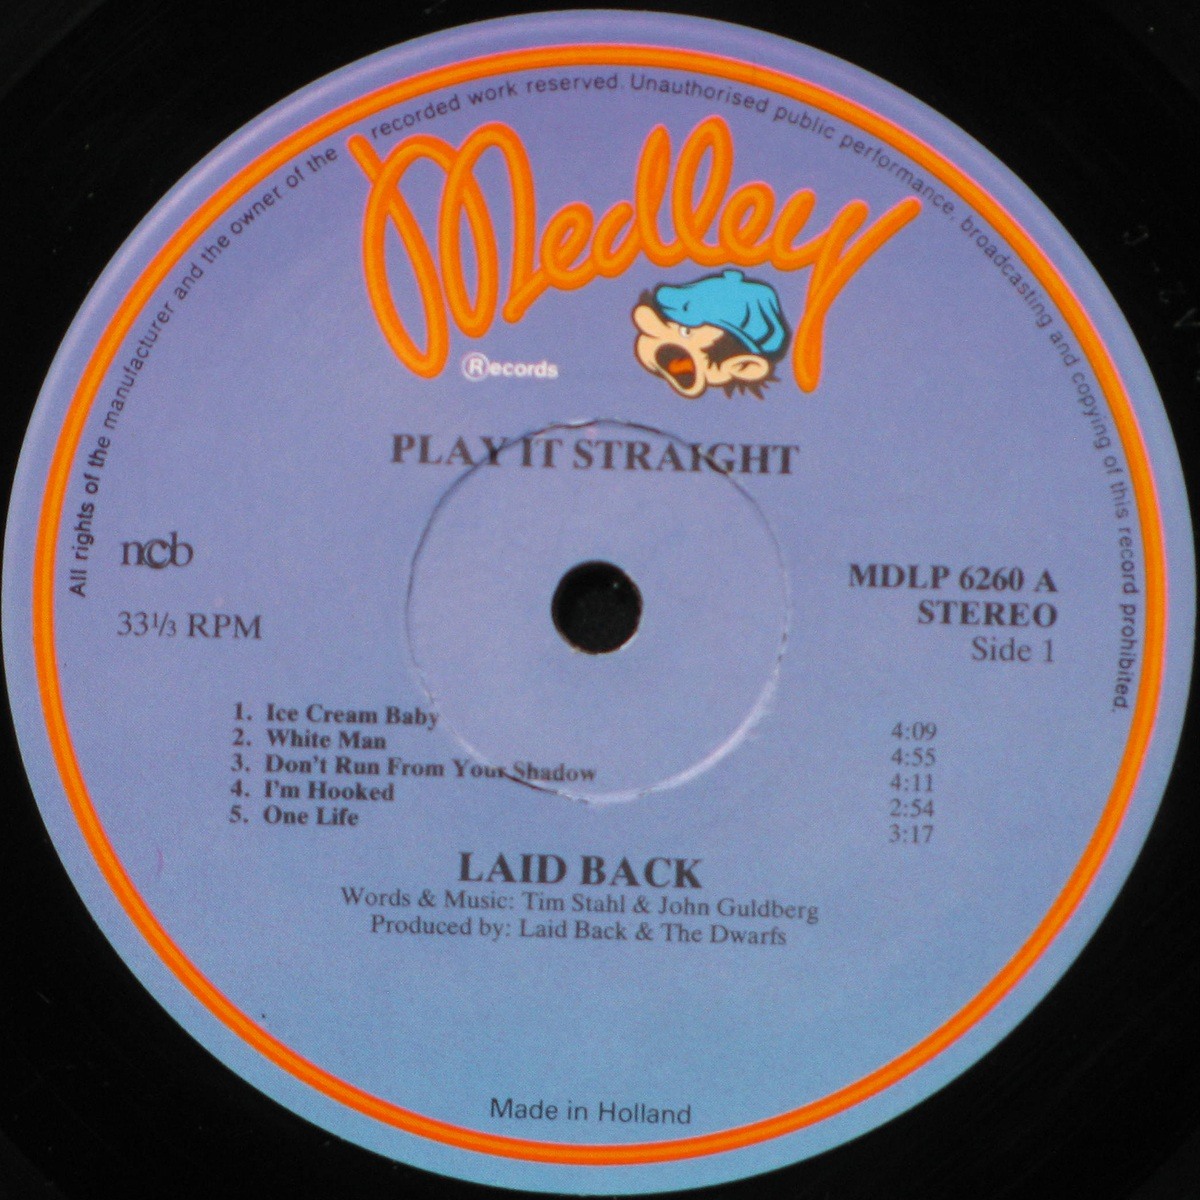 All rights of the manufacturer and the owner of the recorded work reserved. Unauthorised public performance, broadcasting and copying of this record prohibited.
Medley
Records
PLAY IT STRAIGHT
ncb
33⅓ RPM
MDLP 6260 A
STEREO
Side 1
1. Ice Cream Baby 4:09
2. White Man 4:55
3. Don't Run From Your Shadow 4:11
4. I'm Hooked 2:54
5. One Life 3:17
LAID BACK
Words & Music: Tim Stahl & John Guldberg
Produced by: Laid Back & The Dwarfs
Made in Holland